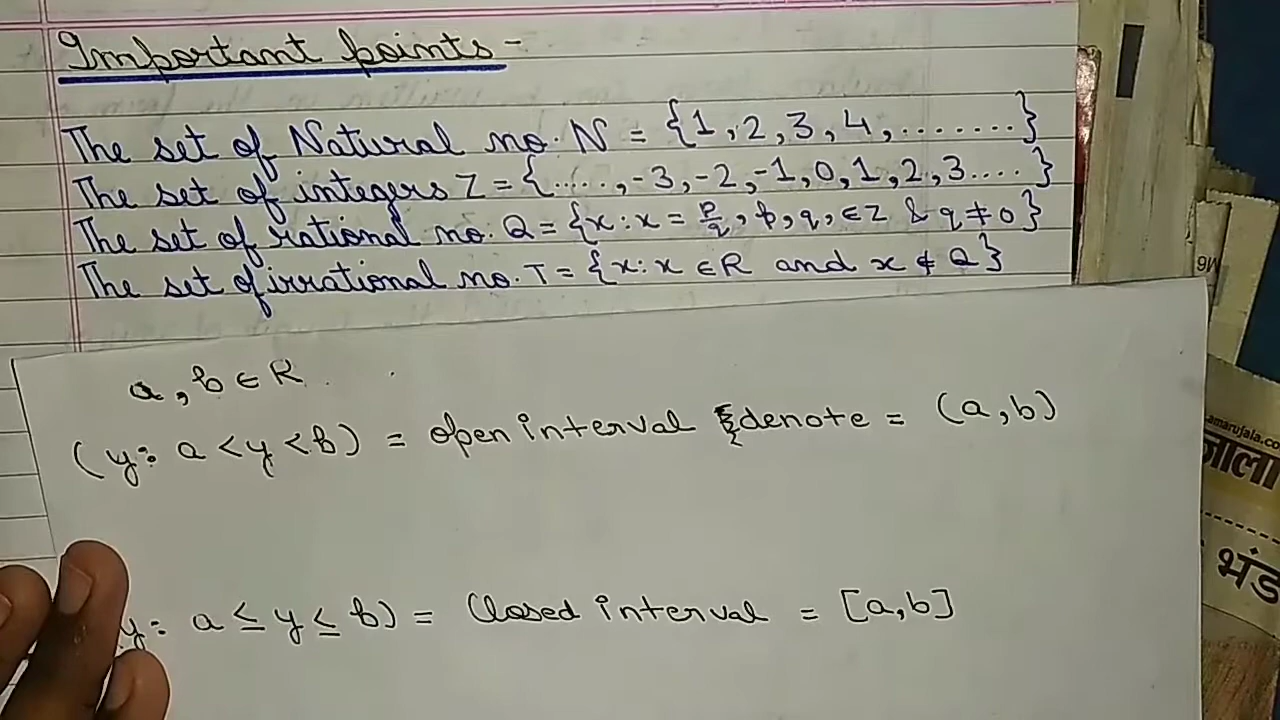 Important points -
The set of Natural no. N = {1, 2, 3, 4, .......}
The set of integers Z = {....., -3, -2, -1, 0, 1, 2, 3....}
The set of rational no. Q = {x : x = p/q, p, q, ∈ Z & q ≠ 0}
The set of irrational no. T = {x : x ∈ R and x ∉ Q}
a, b ∈ R.
(y: a < y < b) = open interval denote = (a, b)
y: a ≤ y ≤ b) = Closed interval = [a, b]
amarujala.co
भंड